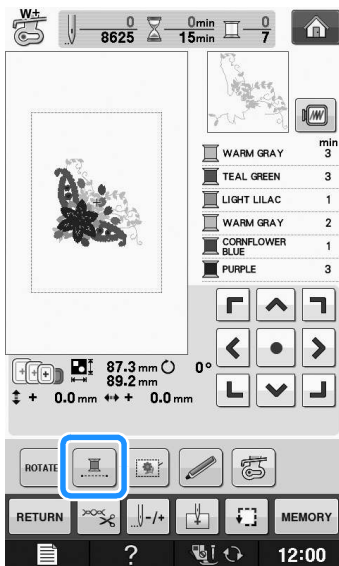 W+ 0 0min 0
8625 15min 7
min
WARM GRAY 3
TEAL GREEN 3
LIGHT LILAC 1
WARM GRAY 2
CORNFLOWER
BLUE 1
PURPLE 3
87.3 mm 0°
89.2 mm
+ 0.0 mm + 0.0 mm
ROTATE
RETURN -/+ MEMORY
? 12:00